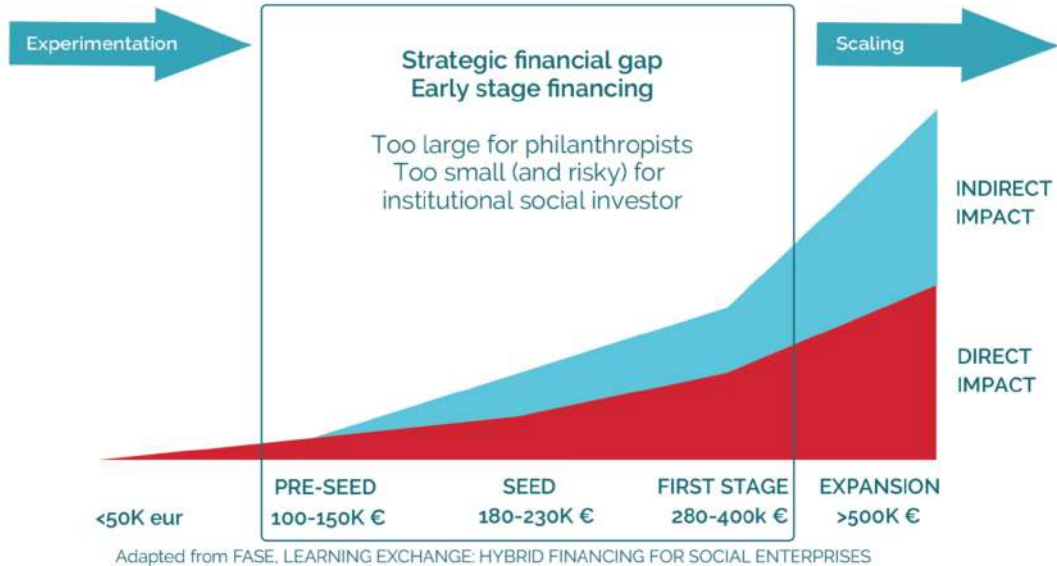 Experimentation
Scaling
Strategic financial gap
Early stage financing
Too large for philanthropists
Too small (and risky) for
institutional social investor
INDIRECT
IMPACT
DIRECT
IMPACT
PRE-SEED SEED FIRST STAGE EXPANSION
<50K eur 100-150K € 180-230K € 280-400k € >500K €
Adapted from FASE, LEARNING EXCHANGE: HYBRID FINANCING FOR SOCIAL ENTERPRISES